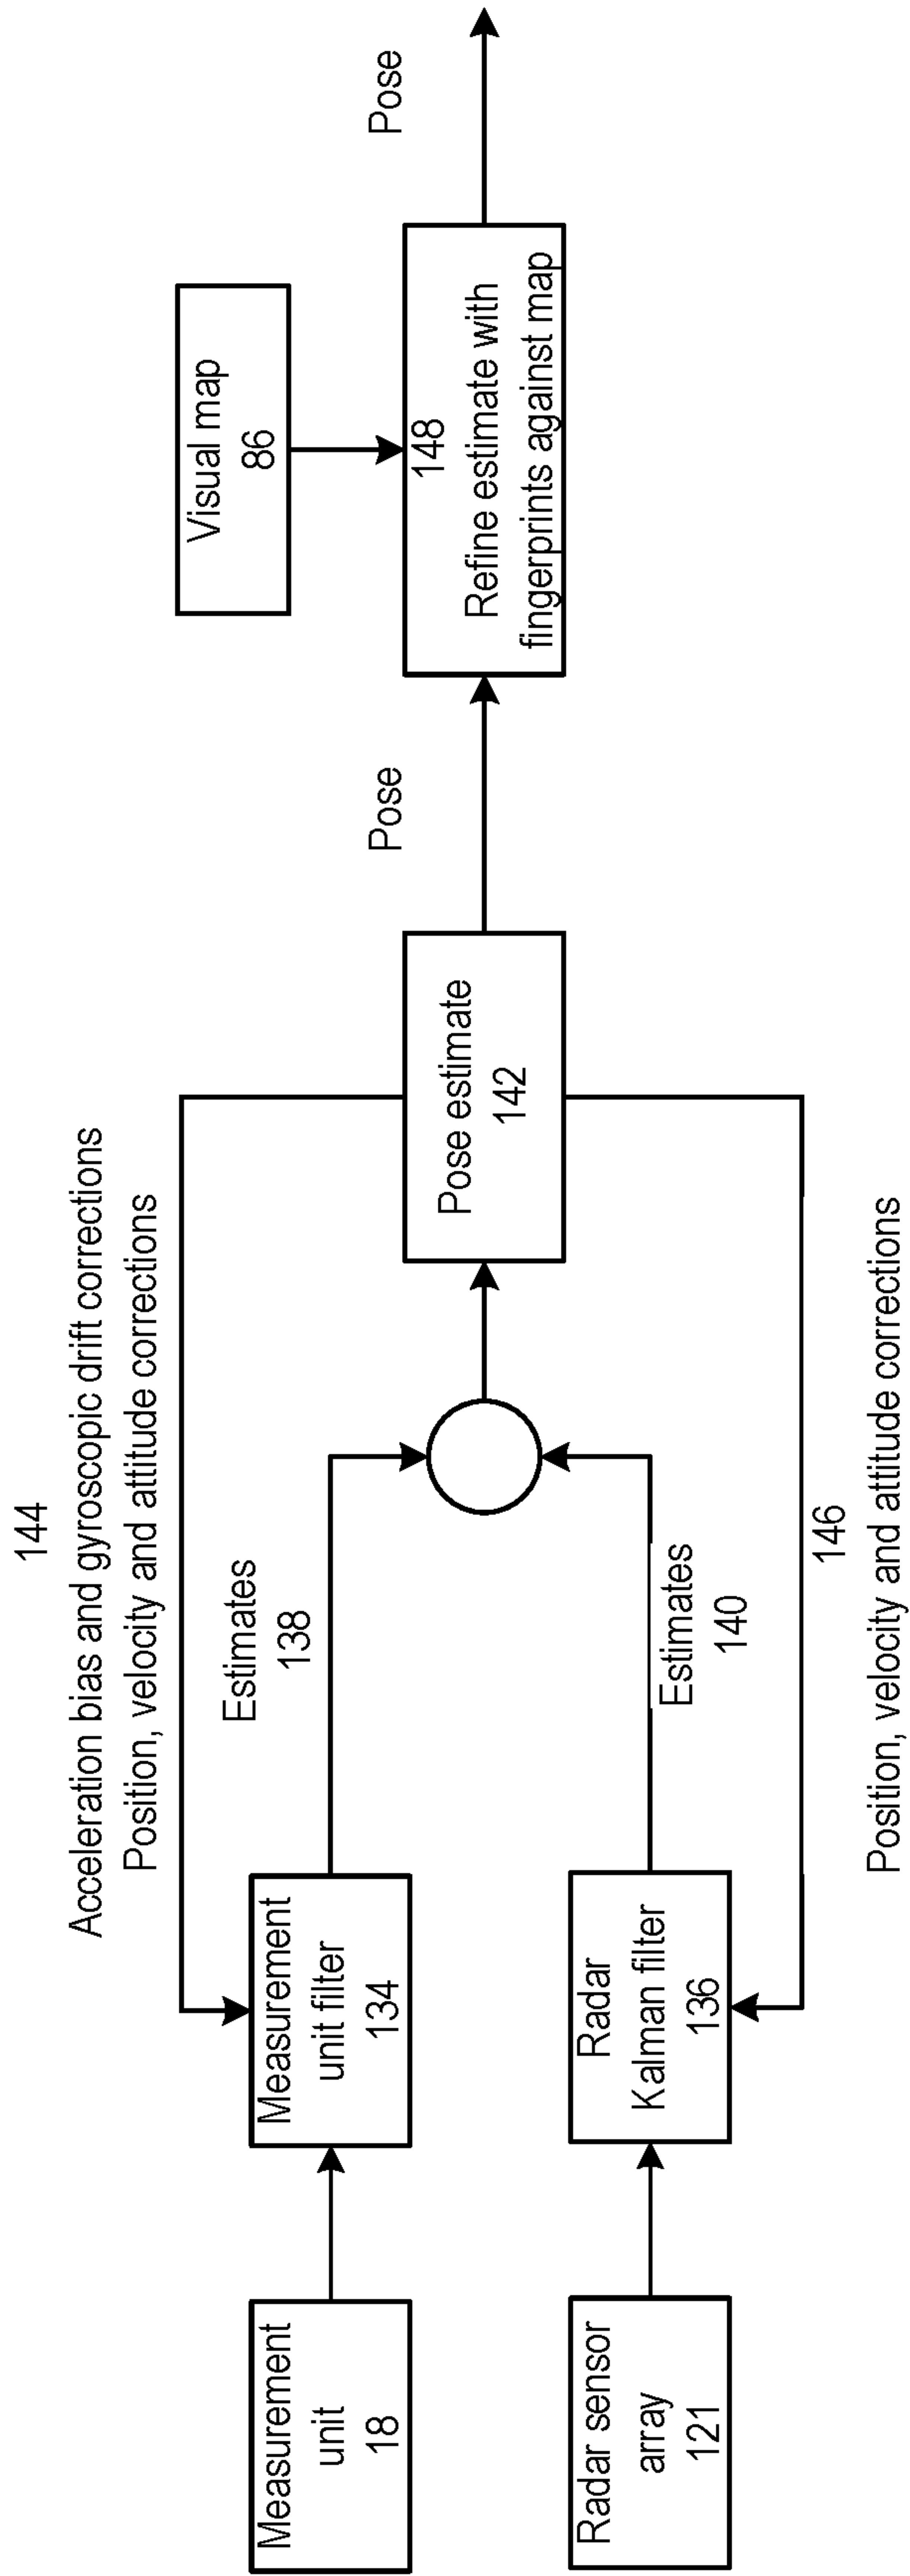 144
Acceleration bias and gyroscopic drift corrections
Position, velocity and attitude corrections
Measurement
unit
18
Measurement
unit filter
134
Estimates
138
Radar sensor
array
121
Radar
Kalman filter
136
Estimates
140
146
Position, velocity and attitude corrections
Pose estimate
142
Pose
Visual map
86
148
Refine estimate with
fingerprints against map
Pose